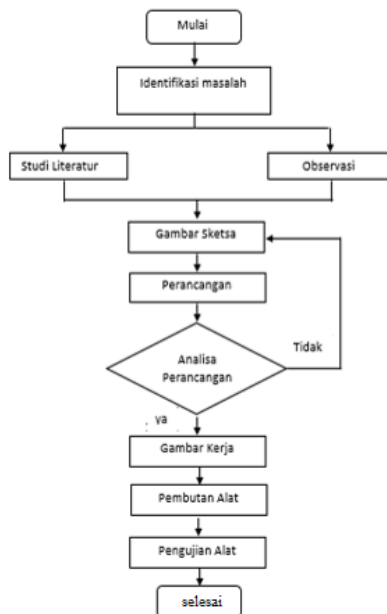 Mulai
Identifikasi masalah
Studi Literatur
Observasi
Gambar Sketsa
Perancangan
Analisa
Perancangan
Tidak
ya
Gambar Kerja
Pembutan Alat
Pengujian Alat
selesai